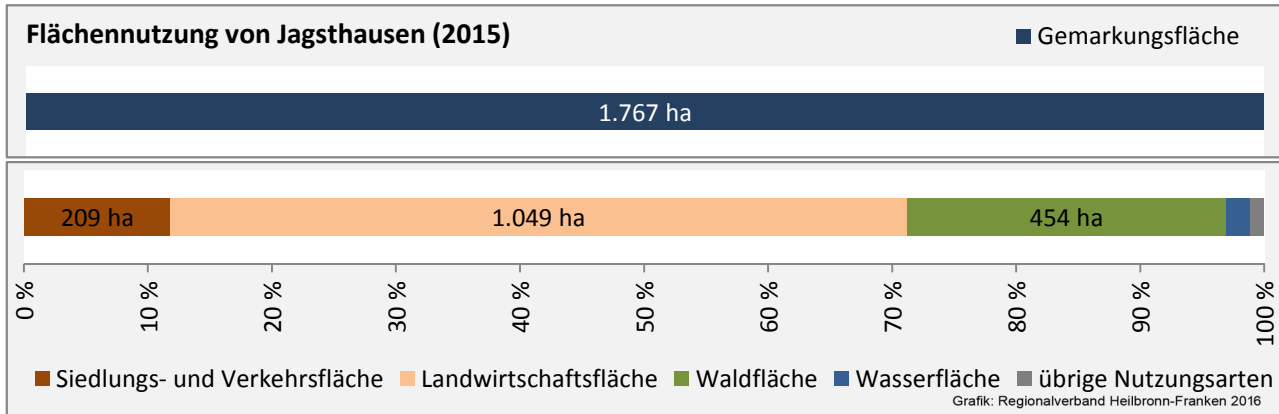 Flächennutzung von Jagsthausen (2015)
Gemarkungsfläche
1.767 ha
209 ha 1.049 ha 454 ha
0 % 10 % 20 % 30 % 40 % 50 % 60 % 70 % 80 % 90 % 100 %
Siedlungs- und Verkehrsfläche Landwirtschaftsfläche Waldfläche Wasserfläche übrige Nutzungsarten
Grafik: Regionalverband Heilbronn-Franken 2016